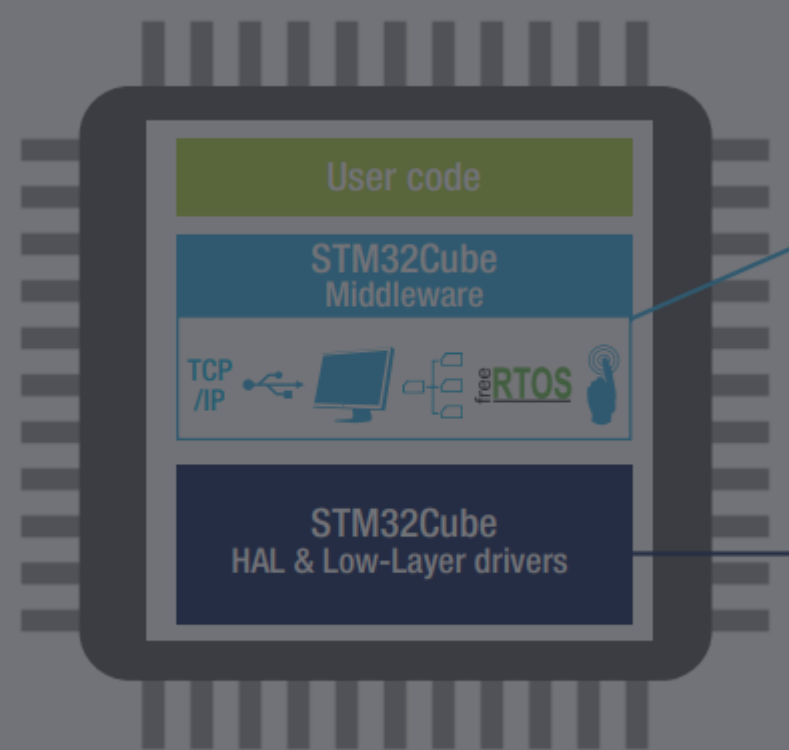 User code
STM32Cube
Middleware
TCP
/IP
free RTOS
STM32Cube
HAL & Low-Layer drivers